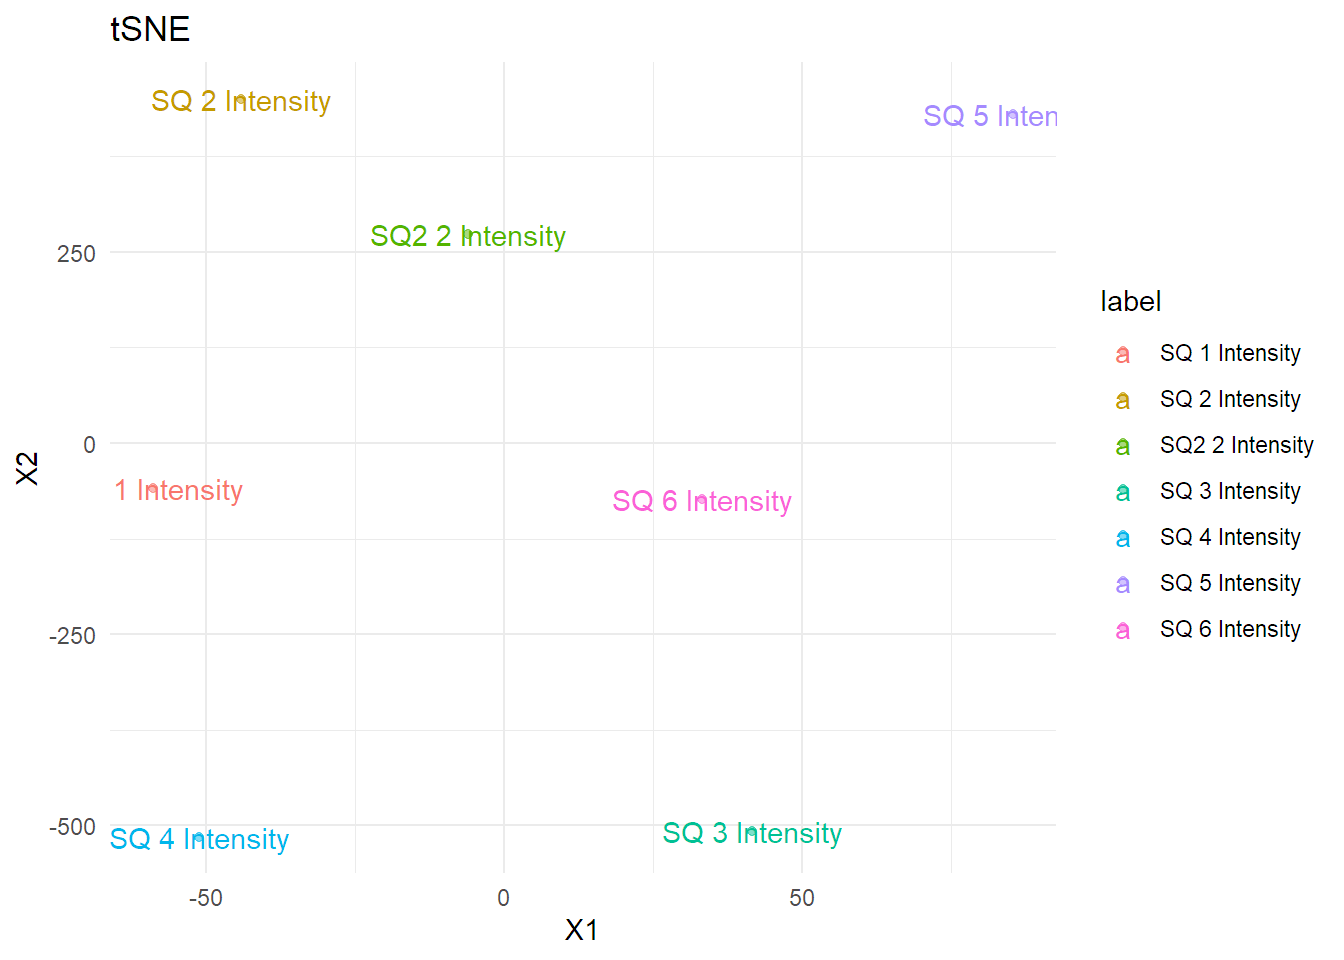 tSNE
SQ 2 Intensity
SQ 5 Inten
SQ2 2 Intensity
1 Intensity
SQ 6 Intensity
SQ 4 Intensity
SQ 3 Intensity
250
0
-250
-500
-50
0
50
X1
X2
label
a SQ 1 Intensity
a SQ 2 Intensity
a SQ2 2 Intensity
a SQ 3 Intensity
a SQ 4 Intensity
a SQ 5 Intensity
a SQ 6 Intensity